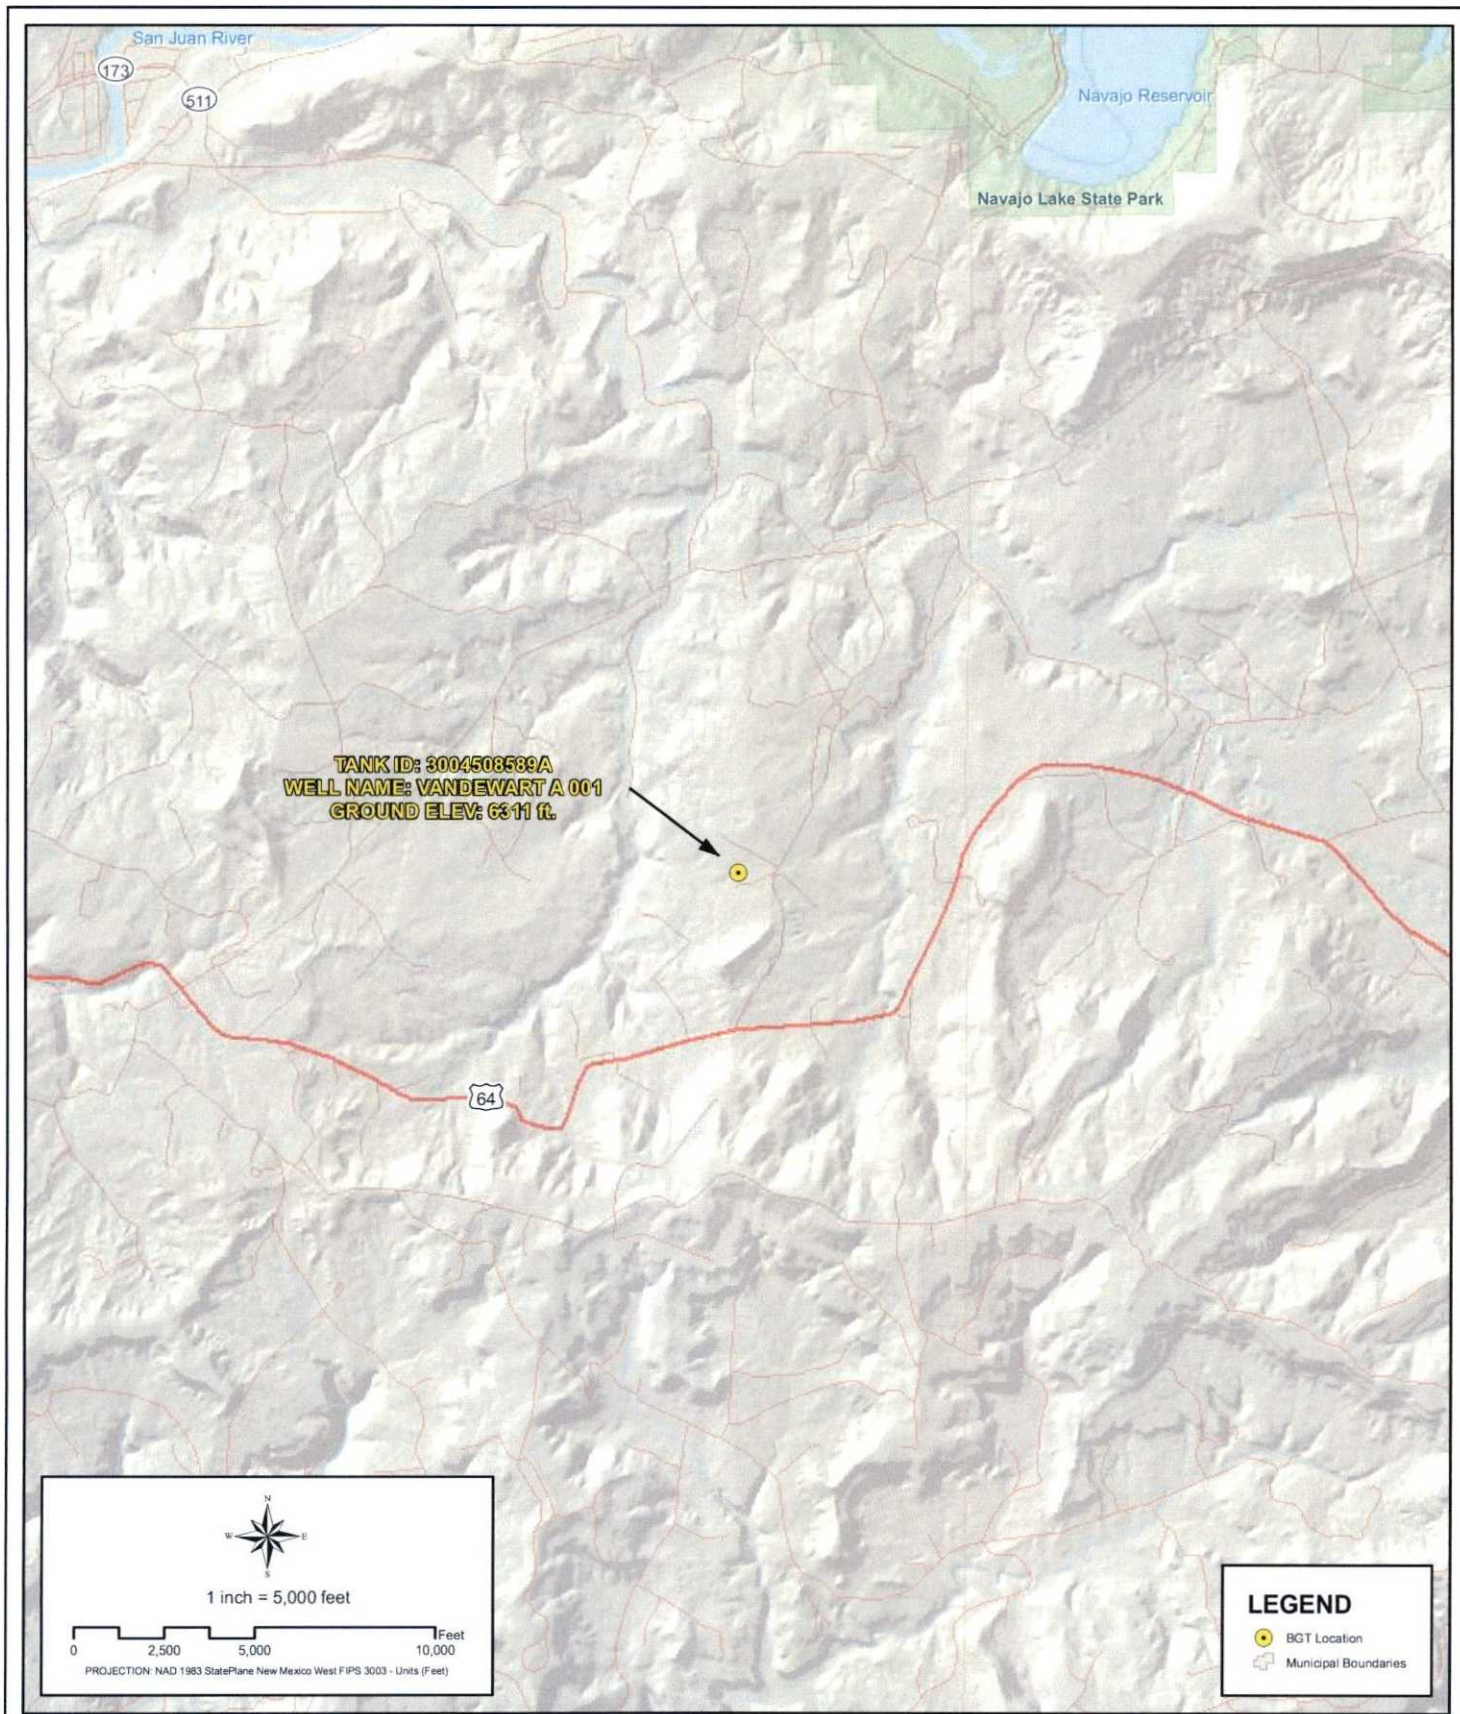 San Juan River
173
511
Navajo Reservoir
Navajo Lake State Park
TANK ID: 3004508589A
WELL NAME: VANDEWART A 001
GROUND ELEV: 6311 ft.
64
N
W E
S
1 inch = 5,000 feet
Feet
0 2,500 5,000 10,000
PROJECTION: NAD 1983 StatePlane New Mexico West FIPS 3003 - Units (Feet)
LEGEND
BGT Location
Municipal Boundaries